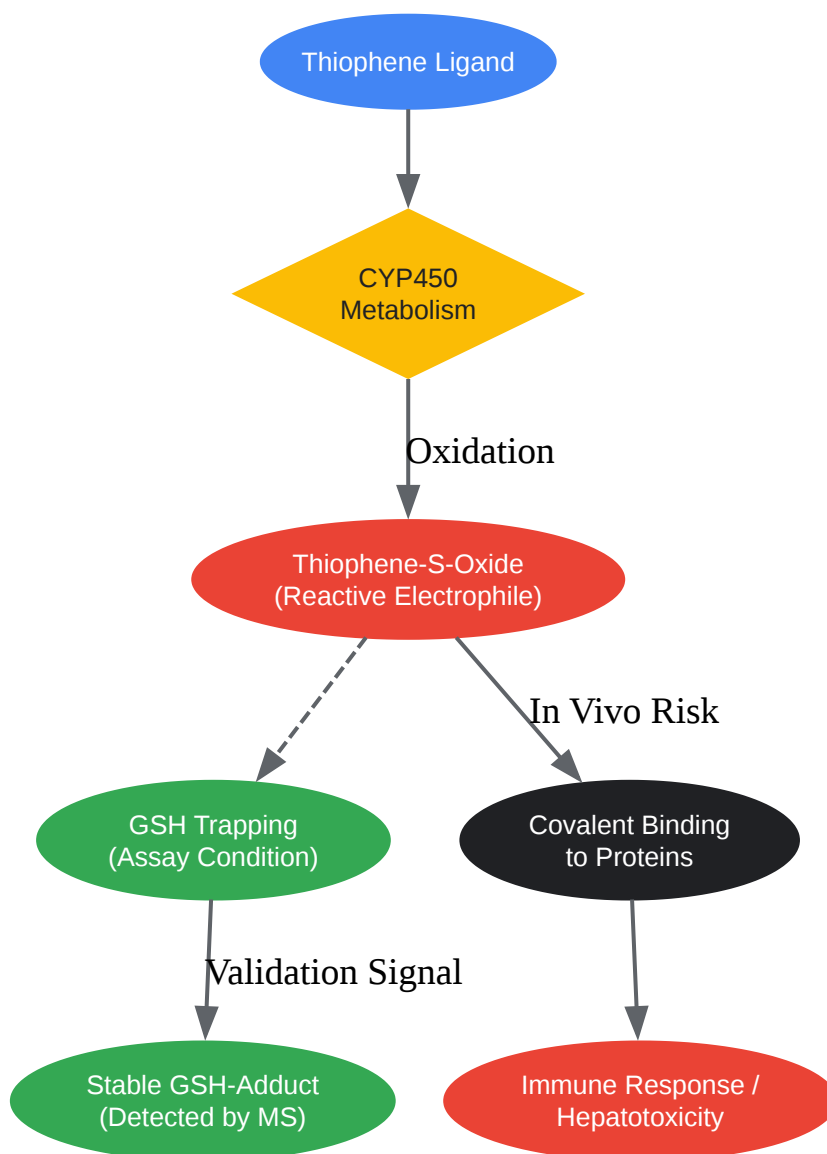 Thiophene Ligand
CYP450
Metabolism
Oxidation
Thiophene-S-Oxide
(Reactive Electrophile)
In Vivo Risk
GSH Trapping
(Assay Condition)
Covalent Binding
to Proteins
Validation Signal
Stable GSH-Adduct
(Detected by MS)
Immune Response /
Hepatotoxicity